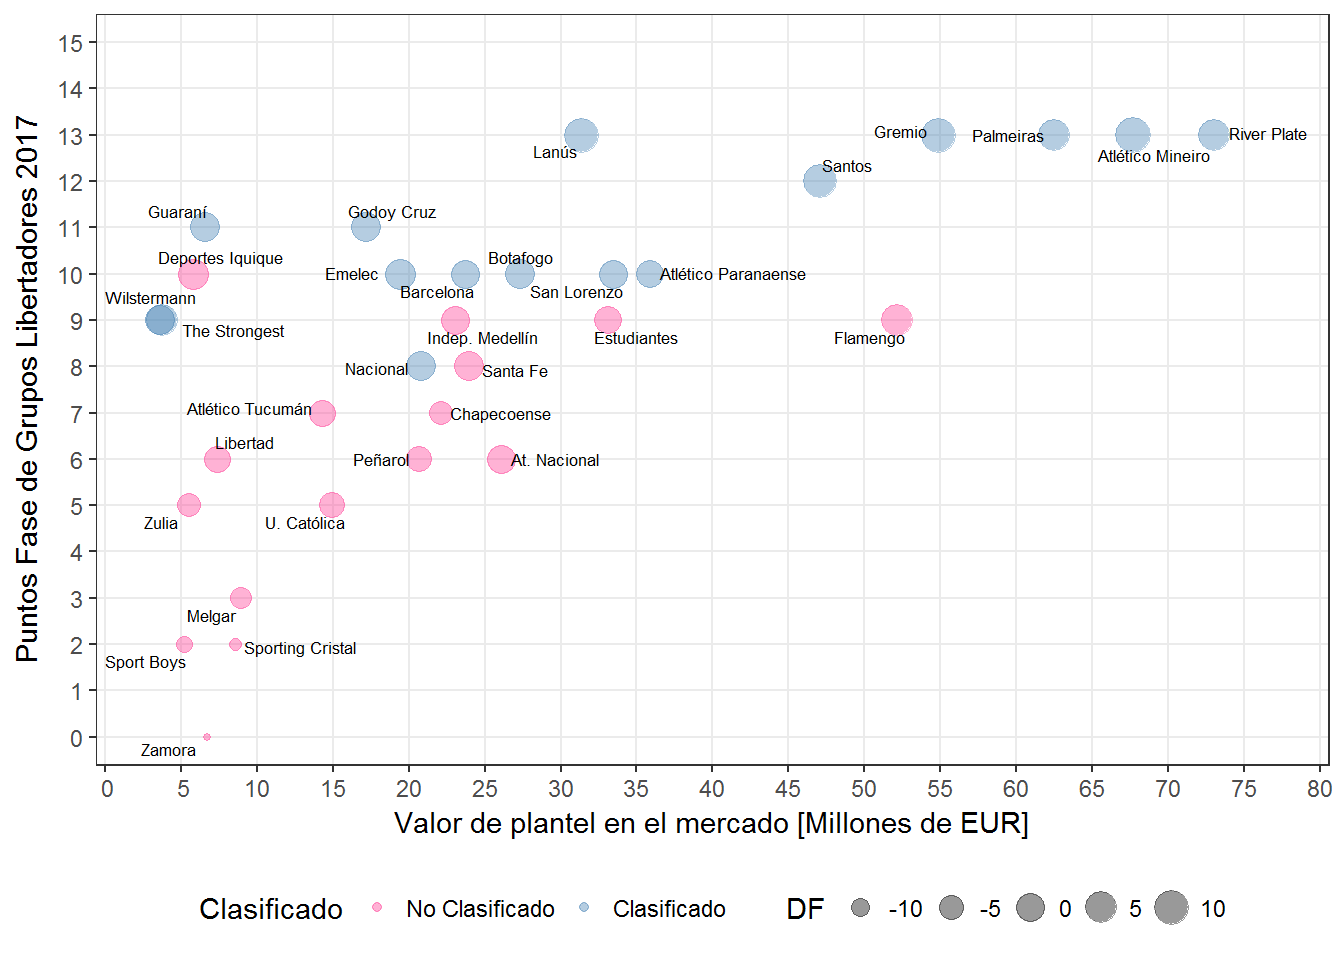 15
14
13
12
11
10
9
8
7
6
5
4
3
2
1
0
Puntos Fase de Grupos Libertadores 2017
Lanús
Gremio
Palmeiras
Atlético Mineiro
River Plate
Santos
Guaraní
Godoy Cruz
Deportes Iquique
Emelec
Barcelona
Botafogo
San Lorenzo
Atlético Paranaense
Wilstermann
The Strongest
Indep. Medellín
Estudiantes
Flamengo
Nacional
Santa Fe
Atlético Tucumán
Chapecoense
Libertad
Peñarol
At. Nacional
Zulia
U. Católica
Melgar
Sport Boys
Sporting Cristal
Zamora
0 5 10 15 20 25 30 35 40 45 50 55 60 65 70 75 80
Valor de plantel en el mercado [Millones de EUR]
Clasificado No Clasificado Clasificado DF -10 -5 0 5 10